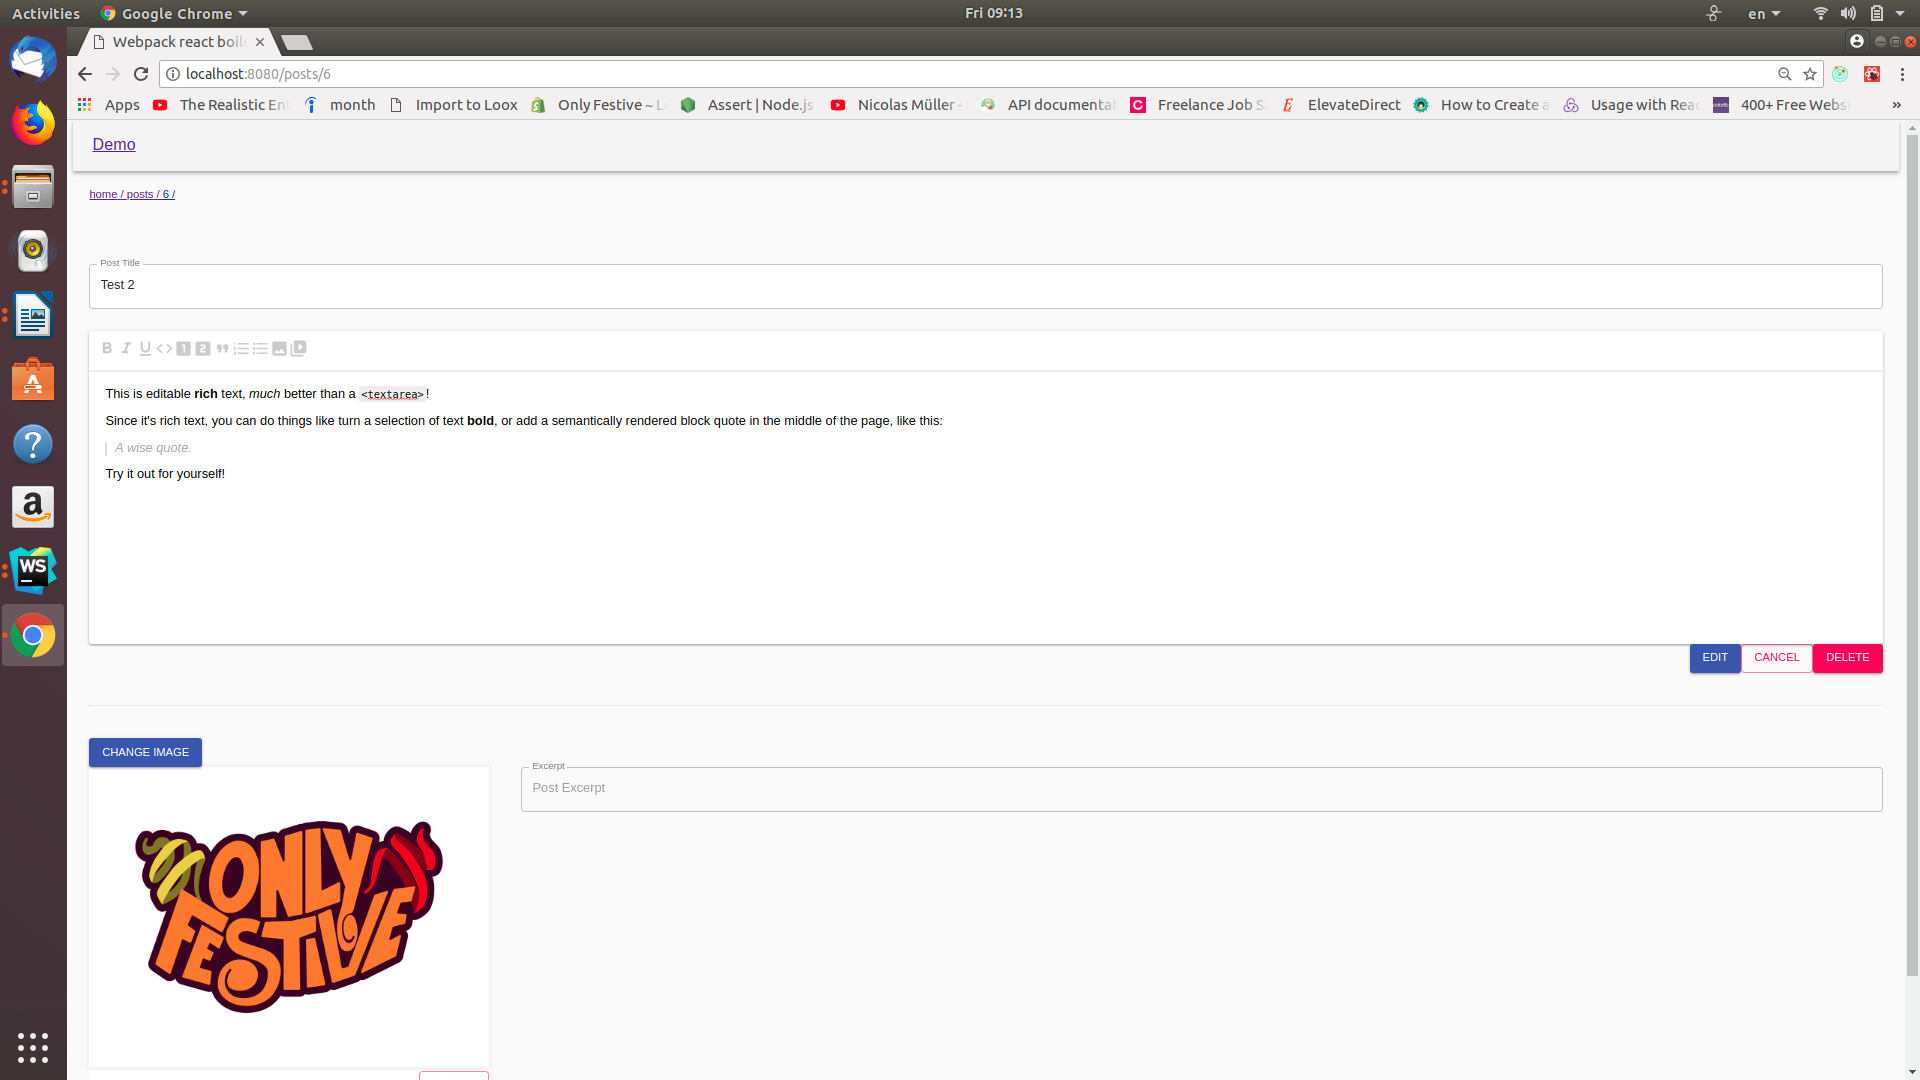 Activities Google Chrome Fri 09:13 en
Webpack react boil
localhost:8080/posts/6
Apps The Realistic En month Import to Loox Only Festive ~ L Assert | Node.js Nicolas Müller - API documentat Freelance Job S ElevateDirect How to Create a Usage with Reac 400+ Free Websi »
Demo
home / posts / 6 /
Post Title
Test 2
B I U <> 1 2
This is editable rich text, much better than a <textarea>!
Since it's rich text, you can do things like turn a selection of text bold, or add a semantically rendered block quote in the middle of the page, like this:
A wise quote.
Try it out for yourself!
EDIT CANCEL DELETE
CHANGE IMAGE
Excerpt
Post Excerpt
ONLY
FESTIVE
WS